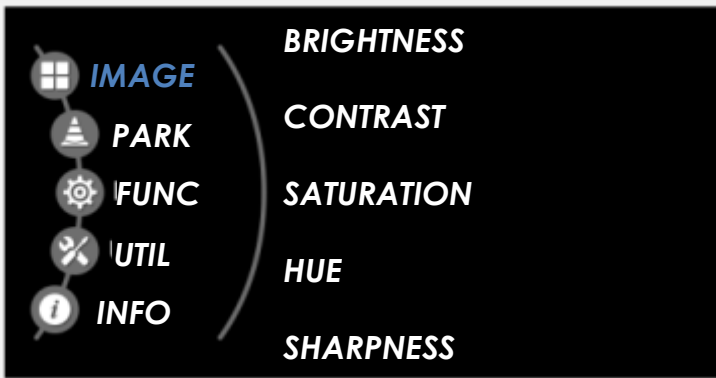 IMAGE
PARK
FUNC
UTIL
INFO
BRIGHTNESS
CONTRAST
SATURATION
HUE
SHARPNESS